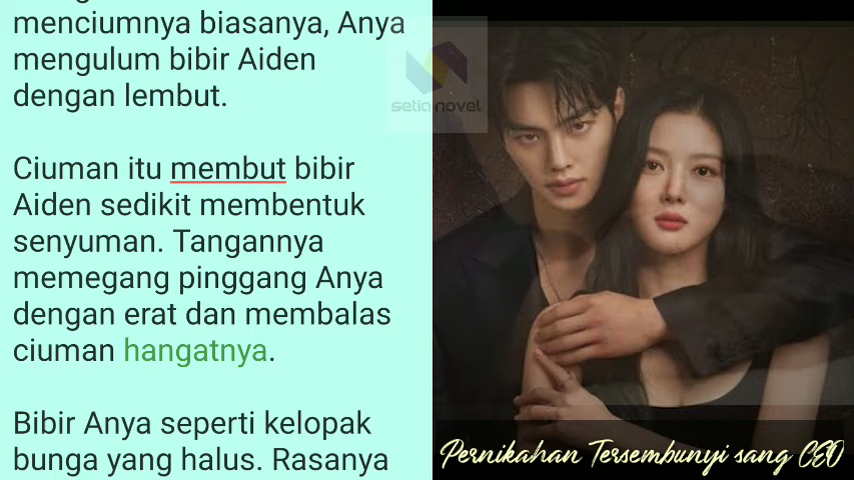 menciumnya biasanya, Anya
mengulum bibir Aiden
dengan lembut.
Ciuman itu membut bibir
Aiden sedikit membentuk
senyuman. Tangannya
memegang pinggang Anya
dengan erat dan membalas
ciuman hangatnya.
Bibir Anya seperti kelopak
bunga yang halus. Rasanya
setia novel
Pernikahan Tersembunyi sang CEO